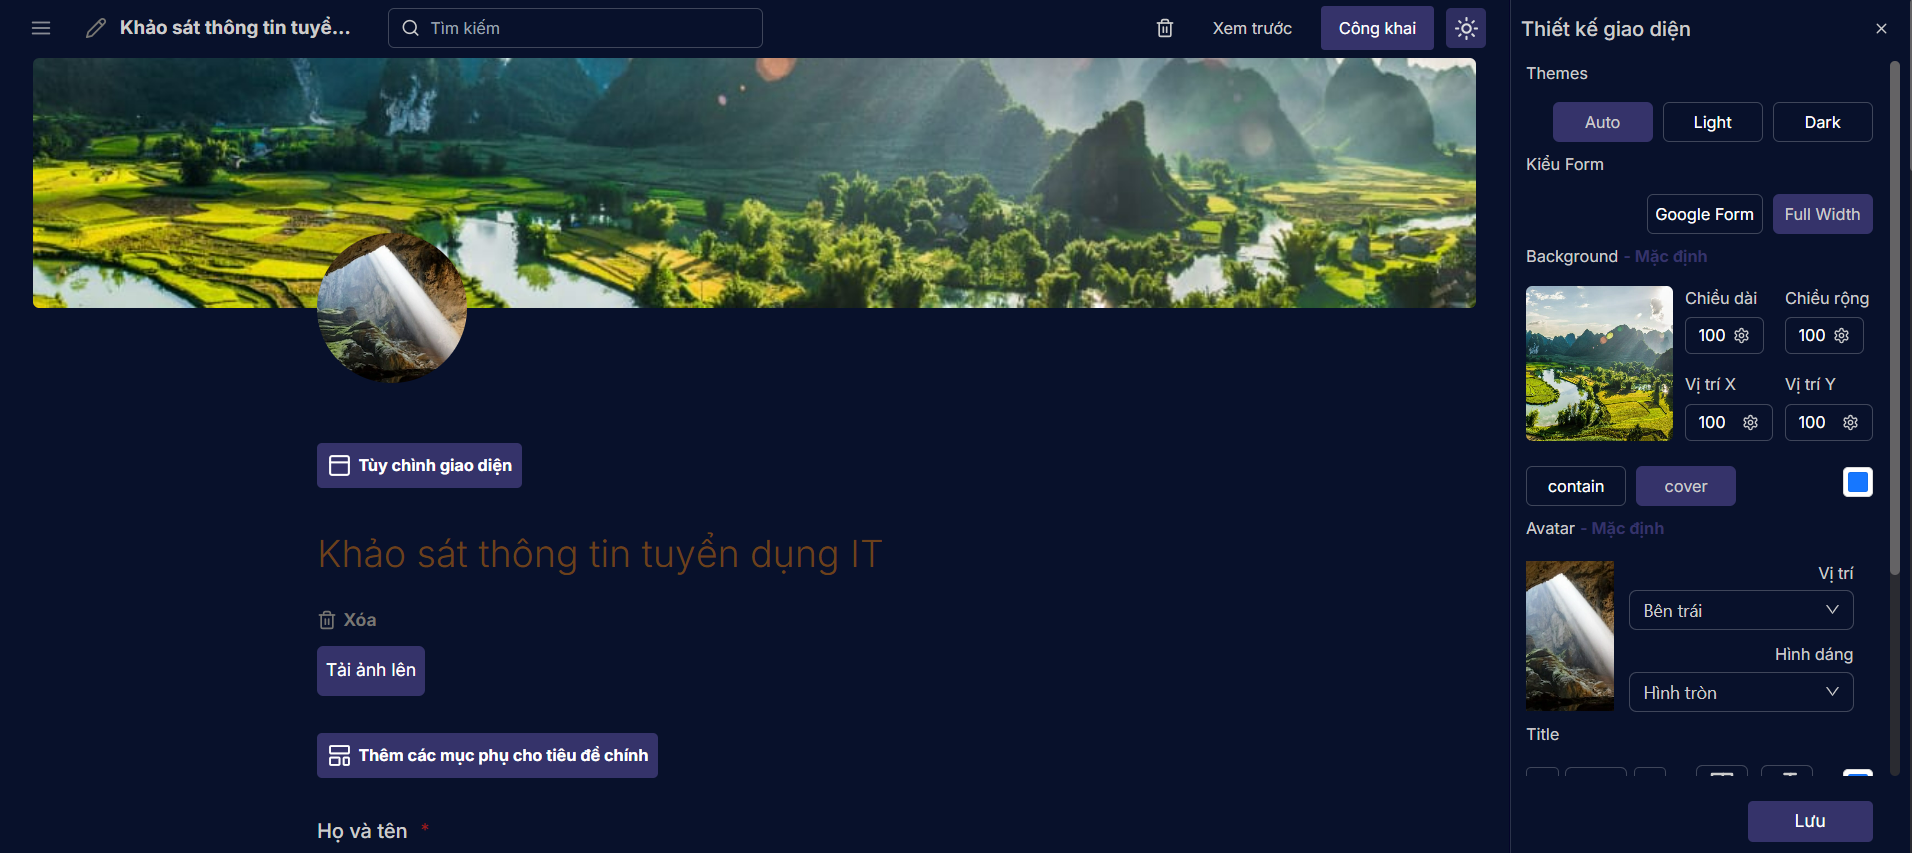 Khảo sát thông tin tuyể...
Tìm kiếm
Xem trước
Công khai
Tùy chỉnh giao diện
Khảo sát thông tin tuyển dụng IT
Xóa
Tải ảnh lên
Thêm các mục phụ cho tiêu đề chính
Họ và tên *
Thiết kế giao diện
Themes
Auto Light Dark
Kiểu Form
Google Form Full Width
Background - Mặc định
Chiều dài Chiều rộng
100 100
Vị trí X Vị trí Y
100 100
contain cover
Avatar - Mặc định
Vị trí
Bên trái
Hình dáng
Hình tròn
Title
Lưu